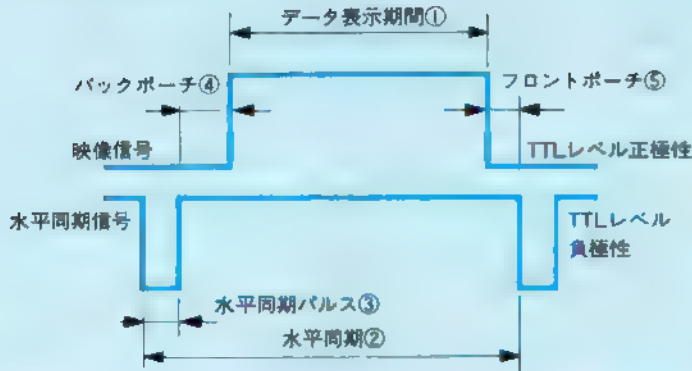 データ表示期間①
バックポーチ④
フロントポーチ⑤
映像信号
TTLレベル正極性
水平同期信号
TTLレベル
負極性
水平同期パルス③
水平同期②